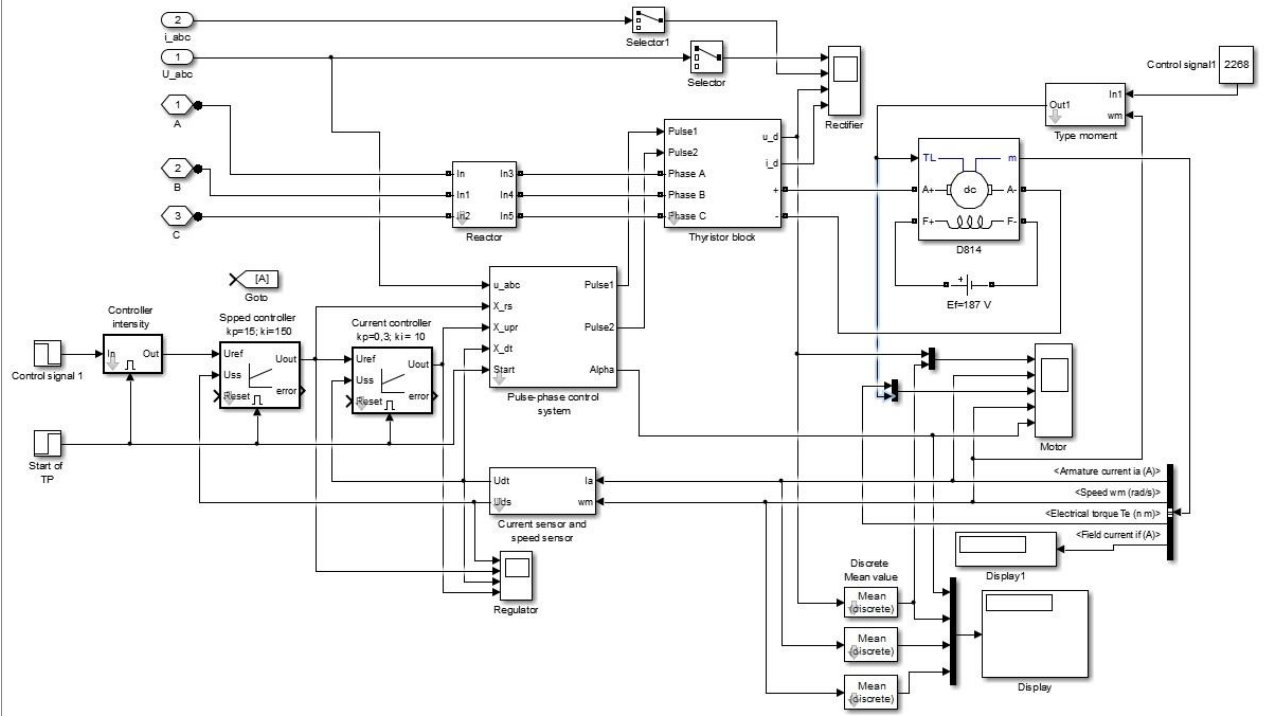 2
i_abc
Selector1
1
U_abc
Selector
Rectifier
Control signal1
2268
In1
Out1
wm
Type moment
1
A
2
B
3
C
In
In1
In2
In3
In4
In5
Reactor
Pulse1
Pulse2
Phase A
Phase B
Phase C
u_d
i_d
+
-
Thyristor block
TL
m
A+
dc
A-
F+
F-
D814
+
Ef=187 V
[A]
Goto
Controller
intensity
In
Out
Control signal 1
Start of
TP
Spped controller
kp=15; ki=150
Uref
Uss
Reset
Uout
error
Current controller
kp=0,3; ki= 10
Uref
Uss
Reset
Uout
error
u_abc
X_rs
X_upr
X_dt
Start
Pulse1
Pulse2
Alpha
Pulse-phase control
system
Motor
Udt
Uds
Ia
wm
Current sensor and
speed sensor
Regulator
<Armature current ia (A)>
<Speed wm (rad/s)>
<Electrical torque Te (n m)>
<Field current if (A)>
Display1
Discrete
Mean value
Mean
(discrete)
Mean
(discrete)
Mean
(discrete)
Display